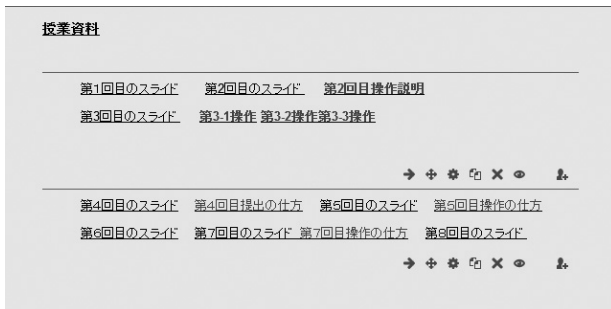 授業資料
第1回目のスライド 第2回目のスライド 第2回目操作説明
第3回目のスライド 第3-1操作 第3-2操作第3-3操作
第4回目のスライド 第4回目提出の仕方 第5回目のスライド 第5回目操作の仕方
第6回目のスライド 第7回目のスライド 第7回目操作の仕方 第8回目のスライド